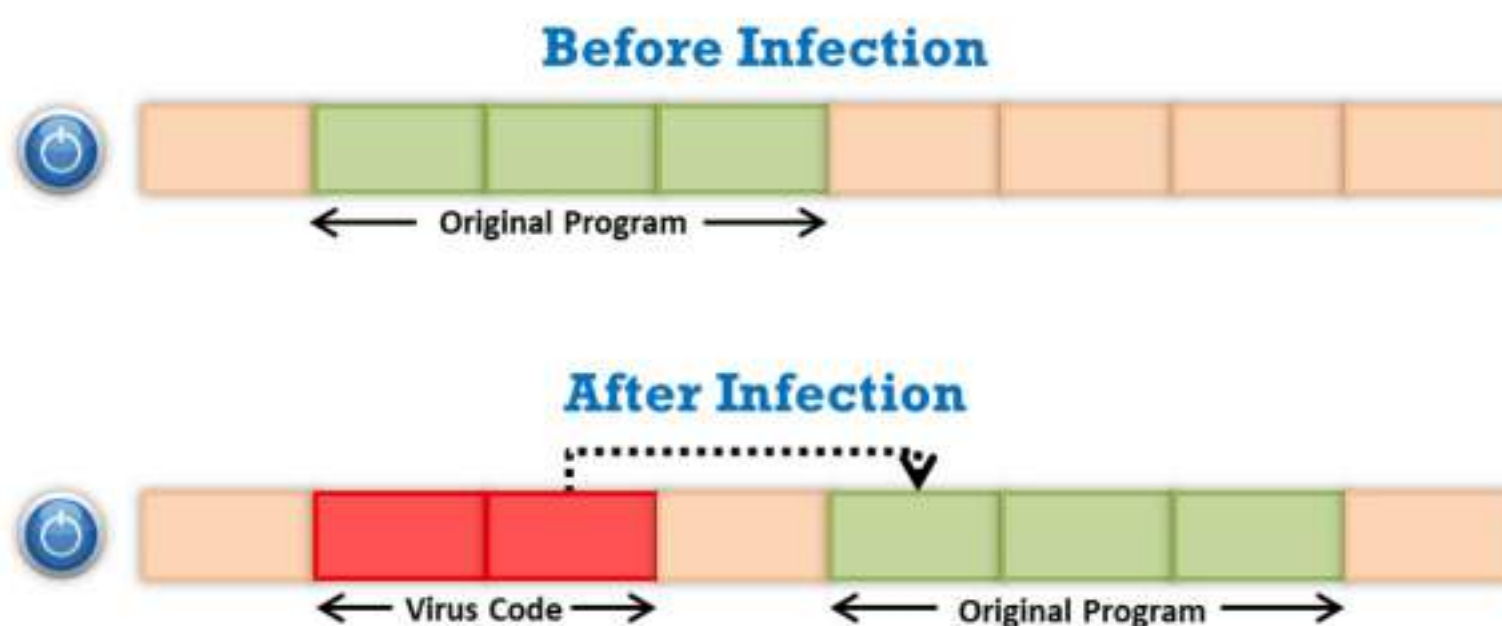 Before Infection
Original Program
After Infection
Virus Code
Original Program